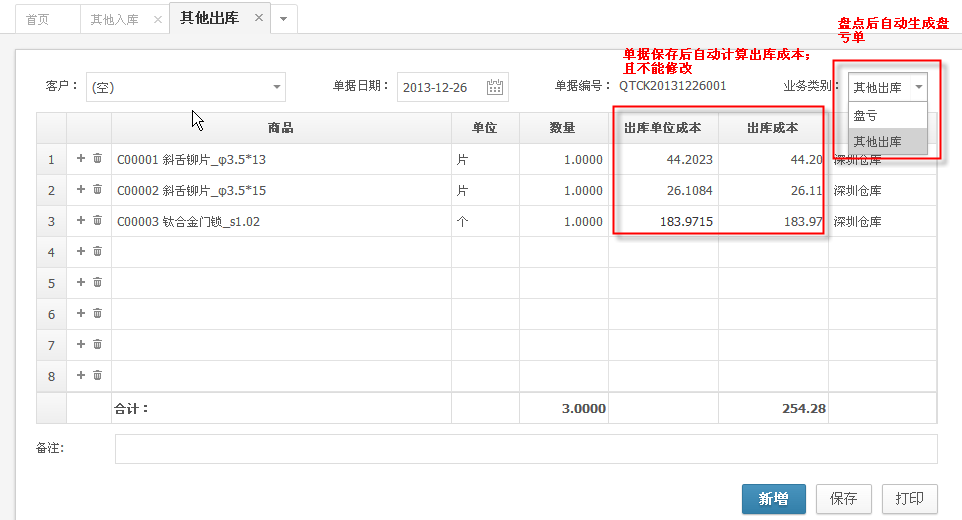 首页 其他入库 其他出库
盘点后自动生成盘
亏单
单据保存后自动计算出库成本;
且不能修改
客户： (空) 单据日期： 2013-12-26 单据编号： QTCK20131226001 业务类别： 其他出库
盘亏
其他出库
商品 单位 数量 出库单位成本 出库成本
1 C00001 斜舌铆片_φ3.5*13 片 1.0000 44.2023 44.20 深圳仓库
2 C00002 斜舌铆片_φ3.5*15 片 1.0000 26.1084 26.11 深圳仓库
3 C00003 钛合金门锁_s1.02 个 1.0000 183.9715 183.97 深圳仓库
4
5
6
7
8
合计： 3.0000 254.28
备注:
新增 保存 打印